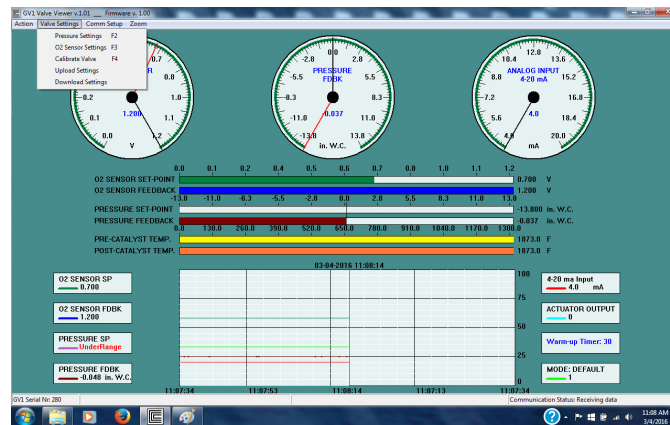 GV1 Valve Viewer v.1.01 __ Firmware v. 1.00
Action Valve Settings Comm Setup Zoom
Pressure Settings F2
O2 Sensor Settings F3
Calibrate Valve F4
Upload Settings
Download Settings
0.7
R
0.8
0.2
1.0
1.200
0.1
1.1
0.0
1.2
V
0.0
-2.8
2.8
PRESSURE
FDBK
-5.5
5.5
-8.3
8.3
-0.037
-11.0
11.0
-13.8
13.8
in. W.C.
12.0
10.4
13.6
ANALOG INPUT
4-20 mA
8.8
15.2
7.2
16.8
4.0
5.6
18.4
4.0
20.0
mA
0.0 0.1 0.2 0.4 0.5 0.6 0.7 0.8 1.0 1.1 1.2
O2 SENSOR SET-POINT 0.700 V
O2 SENSOR FEEDBACK 1.200 V
-13.8 -11.0 -8.3 -5.5 -2.8 0.0 2.8 5.5 8.3 11.0 13.8
PRESSURE SET-POINT -13.800 in. W.C.
PRESSURE FEEDBACK -0.037 in. W.C.
0.0 130.0 260.0 390.0 520.0 650.0 780.0 910.0 1040.0 1170.0 1300.0
PRE-CATALYST TEMP. 1873.0 F
POST-CATALYST TEMP. 1873.0 F
03-04-2016 11:08:14
O2 SENSOR SP
0.700
O2 SENSOR FDBK
1.200
PRESSURE SP
UnderRange
PRESSURE FDBK
-0.048 in. W.C.
100
75
50
25
0
11:07:34 11:07:53 11:08:14 11:07:13 11:07:34
4-20 ma Input
4.0 mA
ACTUATOR OUTPUT
0
Warm-up Timer: 30
MODE: DEFAULT
1
GV1 Serial Nr: 280
Communication Status: Receiving data
11:08 AM
3/4/2016